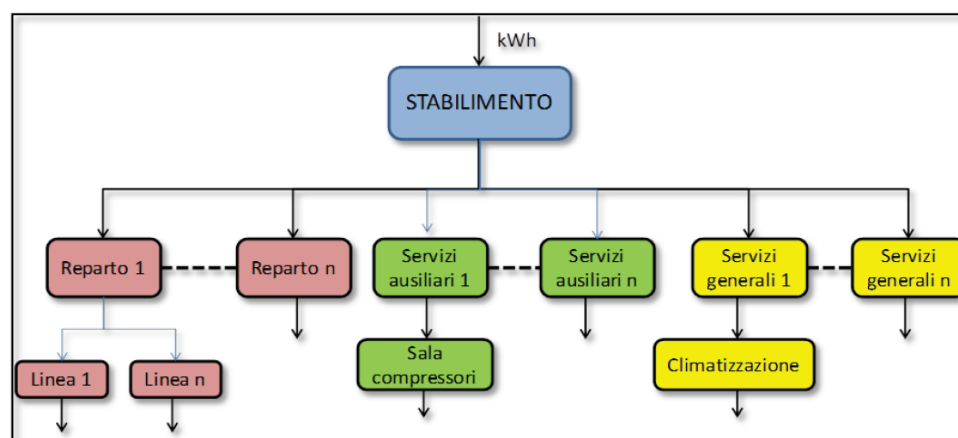 kWh
STABILIMENTO
Reparto 1
Reparto n
Servizi
ausiliari 1
Servizi
ausiliari n
Servizi
generali 1
Servizi
generali n
Linea 1
Linea n
Sala
compressori
Climatizzazione